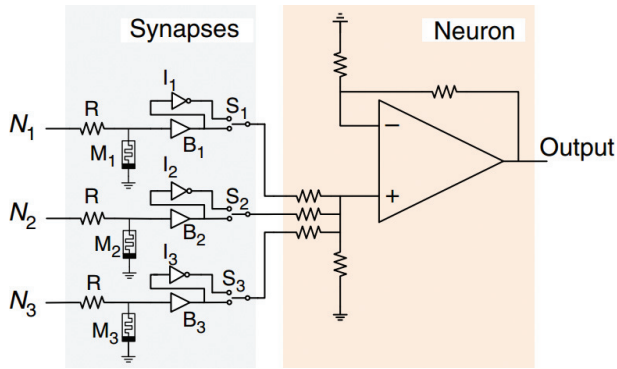 Synapses
Neuron
I₁
N₁ R S₁
M₁ B₁
Output
I₂
N₂ R S₂
M₂ B₂
I₃
N₃ R S₃
M₃ B₃
− +